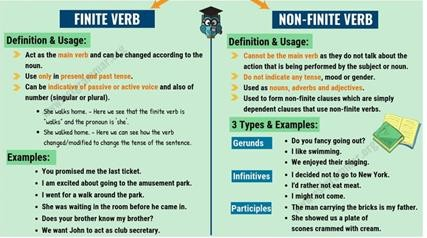 FINITE VERB
Definition & Usage:
Act as the main verb and can be changed according to the
noun.
Use only in present and past tense.
Can be indicative of passive or active voice and also of
number (singular or plural).
She walks home. - Here we see that the finite verb is
"walks" and the pronoun is 'she'.
She walked home. - Here we can see how the verb
changed/modified to change the tense of the sentence.
Examples:
You promised me the last ticket.
I am excited about going to the amusement park.
I went for a walk around the park.
She was waiting in the room before he came in.
Does your brother know my brother?
We want John to act as club secretary.
NON-FINITE VERB
Definition & Usage:
Cannot be the main verb as they do not talk about the
action that is being performed by the subject or noun.
Do not indicate any tense, mood or gender.
Used as nouns, adverbs and adjectives.
Used to form non-finite clauses which are simply
dependent clauses that use non-finite verbs.
3 Types & Examples:
Gerunds
Do you fancy going out?
I like swimming.
We enjoyed their singing.
Infinitives
I decided not to go to New York.
I'd rather not eat meat.
I might not come.
Participles
The man carrying the bricks is my father.
She showed us a plate of
scones crammed with cream.